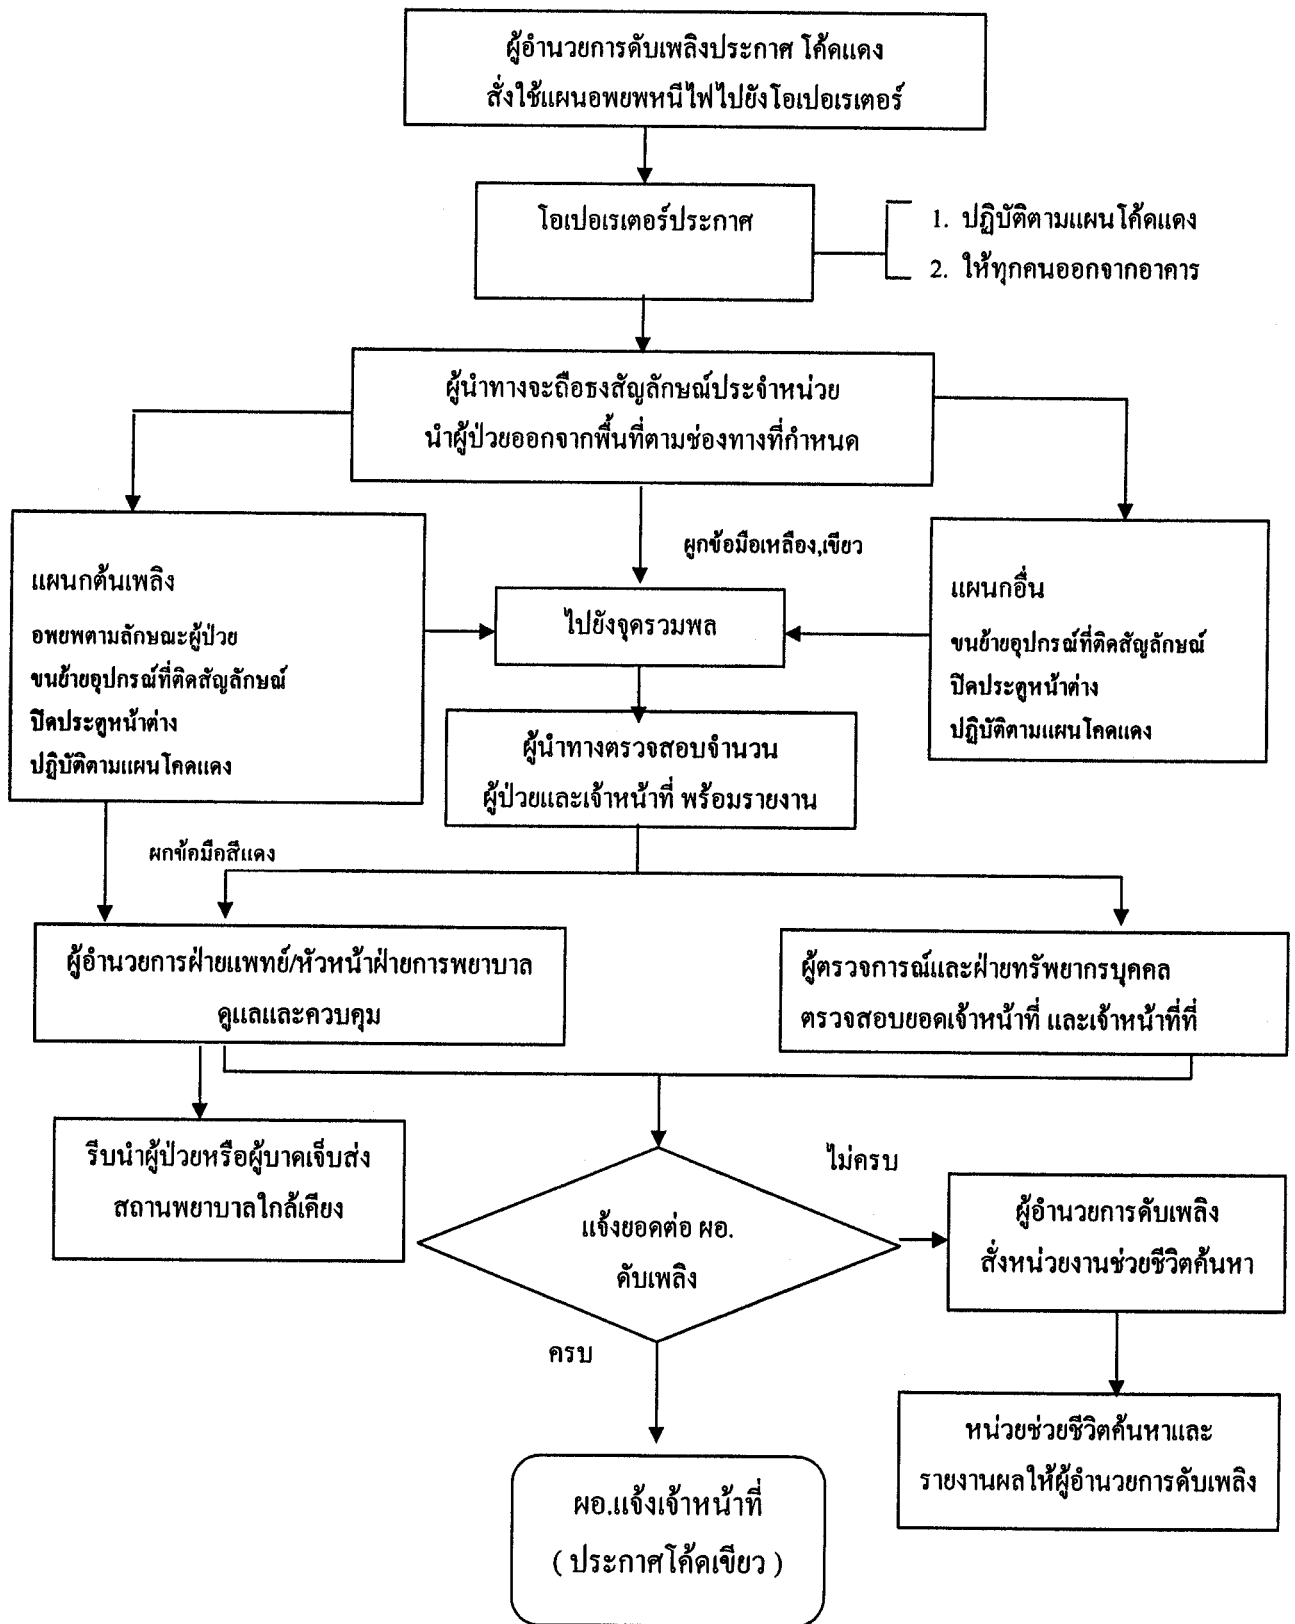 ผู้อำนวยการดับเพลิงประกาศ โค้ดแดง
สั่งใช้แผนอพยพหนีไฟไปยังโอเปอเรเตอร์
โอเปอเรเตอร์ประกาศ
1. ปฏิบัติตามแผนโค้ดแดง
2. ให้ทุกคนออกจากอาคาร
ผู้นำทางจะถือธงสัญลักษณ์ประจำหน่วย
นำผู้ป่วยออกจากพื้นที่ตามช่องทางที่กำหนด
ผูกข้อมือเหลือง,เขียว
แผนกต้นเพลิง
อพยพตามลักษณะผู้ป่วย
ขนย้ายอุปกรณ์ที่ติดสัญลักษณ์
ปิดประตูหน้าต่าง
ปฏิบัติตามแผนโคดแดง
ไปยังจุดรวมพล
แผนกอื่น
ขนย้ายอุปกรณ์ที่ติดสัญลักษณ์
ปิดประตูหน้าต่าง
ปฏิบัติตามแผนโคดแดง
ผู้นำทางตรวจสอบจำนวน
ผู้ป่วยและเจ้าหน้าที่ พร้อมรายงาน
ผกข้อมือสีแดง
ผู้อำนวยการฝ่ายแพทย์/หัวหน้าฝ่ายการพยาบาล
ดูแลและควบคุม
ผู้ตรวจการณ์และฝ่ายทรัพยากรบุคคล
ตรวจสอบยอดเจ้าหน้าที่ และเจ้าหน้าที่ที่
รีบนำผู้ป่วยหรือผู้บาดเจ็บส่ง
สถานพยาบาลใกล้เคียง
แจ้งยอดต่อ ผอ.
ดับเพลิง
ไม่ครบ
ผู้อำนวยการดับเพลิง
สั่งหน่วยงานช่วยชีวิตค้นหา
ครบ
หน่วยช่วยชีวิตค้นหาและ
รายงานผลให้ผู้อำนวยการดับเพลิง
ผอ.แจ้งเจ้าหน้าที่
( ประกาศโค้ดเขียว )